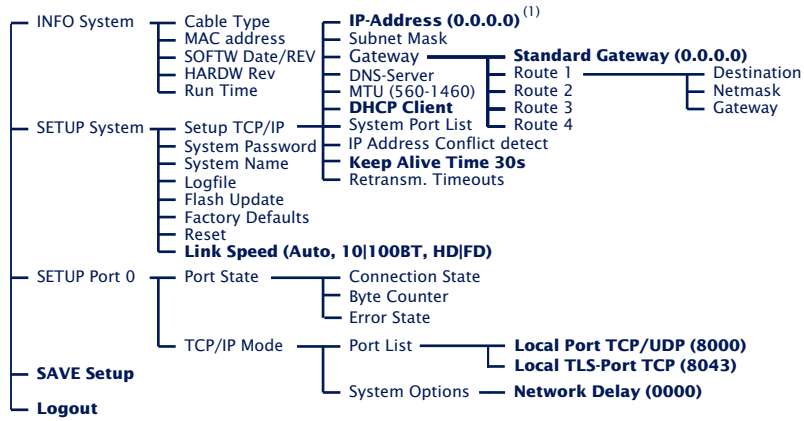 INFO System
Cable Type
MAC address
SOFTW Date/REV
HARDW Rev
Run Time
SETUP System
Setup TCP/IP
IP-Address (0.0.0.0) (1)
Subnet Mask
Gateway
Standard Gateway (0.0.0.0)
Route 1
Destination
Netmask
Gateway
Route 2
Route 3
Route 4
DNS-Server
MTU (560-1460)
DHCP Client
System Port List
IP Address Conflict detect
Keep Alive Time 30s
Retransm. Timeouts
System Password
System Name
Logfile
Flash Update
Factory Defaults
Reset
Link Speed (Auto, 10|100BT, HD|FD)
SETUP Port 0
Port State
Connection State
Byte Counter
Error State
TCP/IP Mode
Port List
Local Port TCP/UDP (8000)
Local TLS-Port TCP (8043)
System Options
Network Delay (0000)
SAVE Setup
Logout